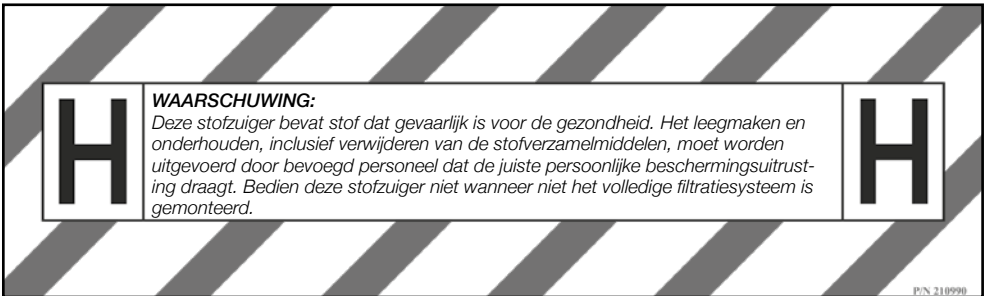 H
WAARSCHUWING:
Deze stofzuiger bevat stof dat gevaarlijk is voor de gezondheid. Het leegmaken en
onderhouden, inclusief verwijderen van de stofverzamelmiddelen, moet worden
uitgevoerd door bevoegd personeel dat de juiste persoonlijke beschermingsuitrust-
ing draagt. Bedien deze stofzuiger niet wanneer niet het volledige filtratiesysteem is
gemonteerd.
H
P/N 210990